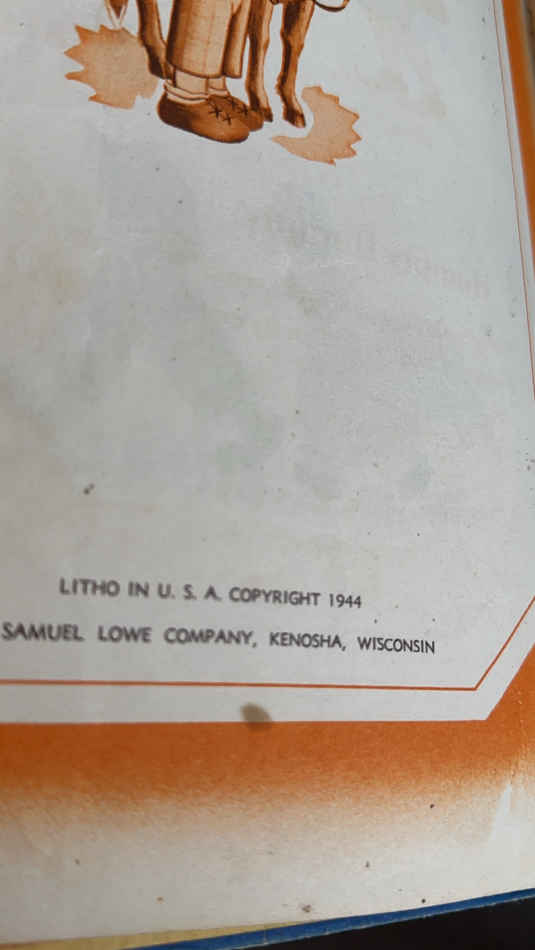 LITHO IN U. S. A. COPYRIGHT 1944
SAMUEL LOWE COMPANY, KENOSHA, WISCONSIN